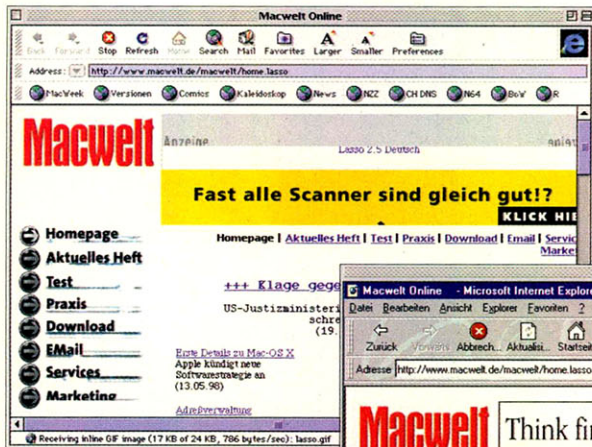 Macwelt Online
Back Forward Stop Refresh Home Search Mail Favorites Larger Smaller Preferences
Address: http://www.macwelt.de/macwelt/home.lasso
MacWeek Versionen Comics Kaleidoskop News NZZ CH DNS N64 BoW R
Macwelt
Anzeige
Lasso 2.5 Deutsch
Fast alle Scanner sind gleich gut!?
KLICK HIE
Homepage | Aktuelles Heft | Test | Praxis | Download | Email | Servic
Market
Homepage
Aktuelles Heft
Test
Praxis
Download
EMail
Services
Marketing
+++ Klage gege
US-Justizministeri
schre
(19.
Erste Details zu Mac-OS X
Apple kündigt neue
Softwarestrategie an
(13.05.98)
Adreßverwaltung
Receiving inline GIF image (17 KB of 24 KB, 786 bytes/sec): lasso.gif
Macwelt Online - Microsoft Internet Explore
Datei Bearbeiten Ansicht Explorer Favoriten ?
Zurück Vorwärts Abbrech... Aktualisi... Startseit
Adresse http://www.macwelt.de/macwelt/home.lasso
Macwelt
Think fi